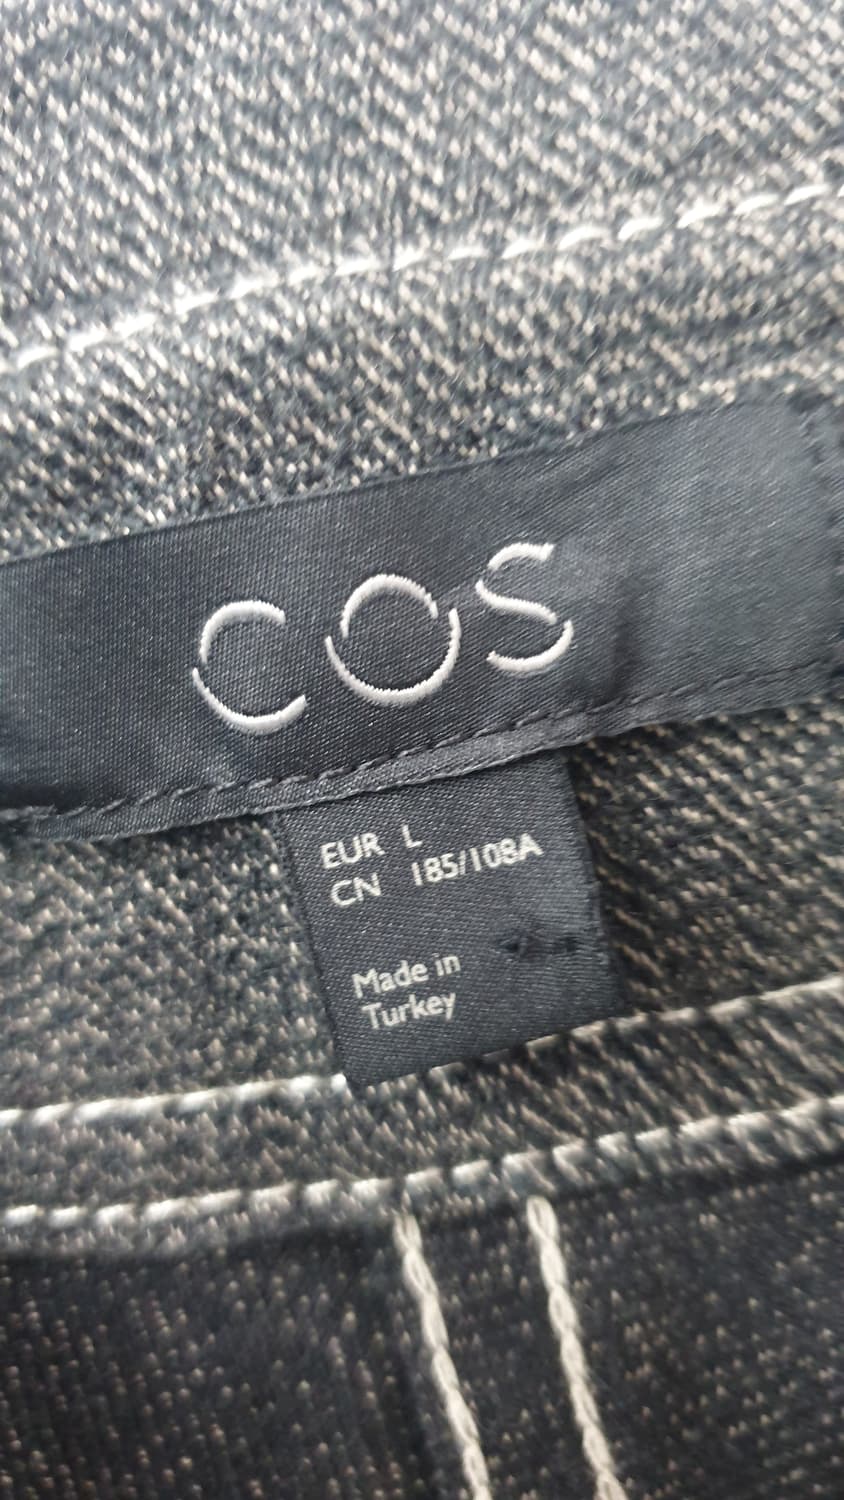 COS
EUR L
CN 185/108A
Made in
Turkey